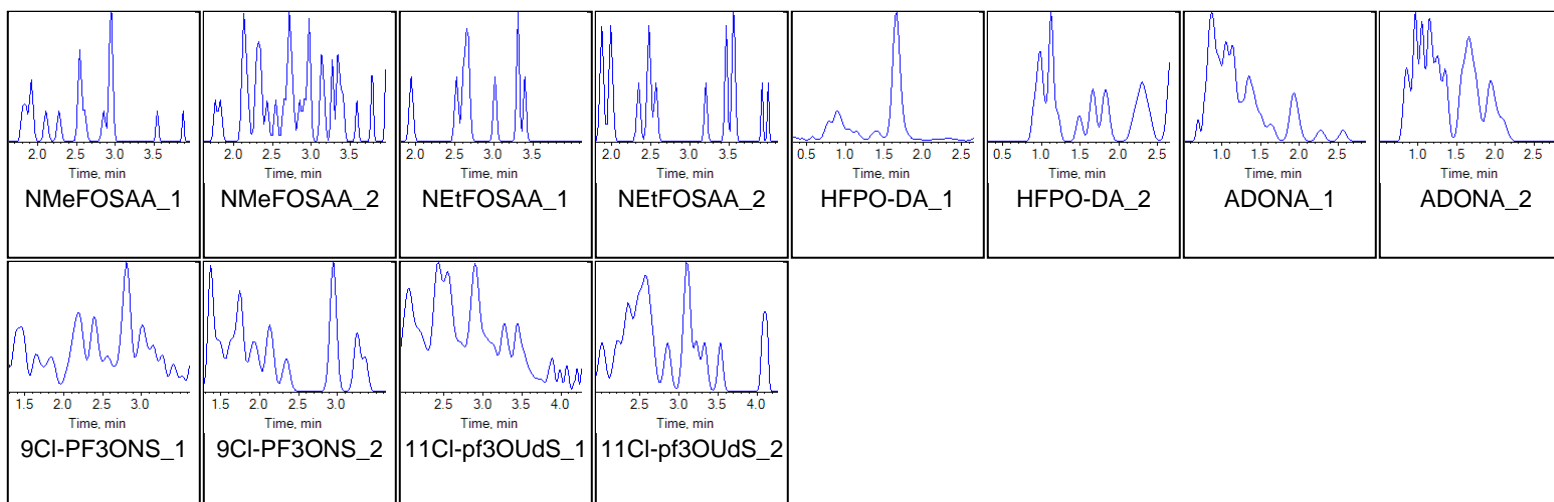 2.0 2.5 3.0 3.5
Time, min
NMeFOSAA_1
2.0 2.5 3.0 3.5
Time, min
NMeFOSAA_2
2.0 2.5 3.0 3.5
Time, min
NEtFOSAA_1
2.0 2.5 3.0 3.5
Time, min
NEtFOSAA_2
0.5 1.0 1.5 2.0 2.5
Time, min
HFPO-DA_1
0.5 1.0 1.5 2.0 2.5
Time, min
HFPO-DA_2
1.0 1.5 2.0 2.5
Time, min
ADONA_1
1.0 1.5 2.0 2.5
Time, min
ADONA_2
1.5 2.0 2.5 3.0
Time, min
9Cl-PF3ONS_1
1.5 2.0 2.5 3.0
Time, min
9Cl-PF3ONS_2
2.5 3.0 3.5 4.0
Time, min
11Cl-pf3OUdS_1
2.5 3.0 3.5 4.0
Time, min
11Cl-pf3OUdS_2